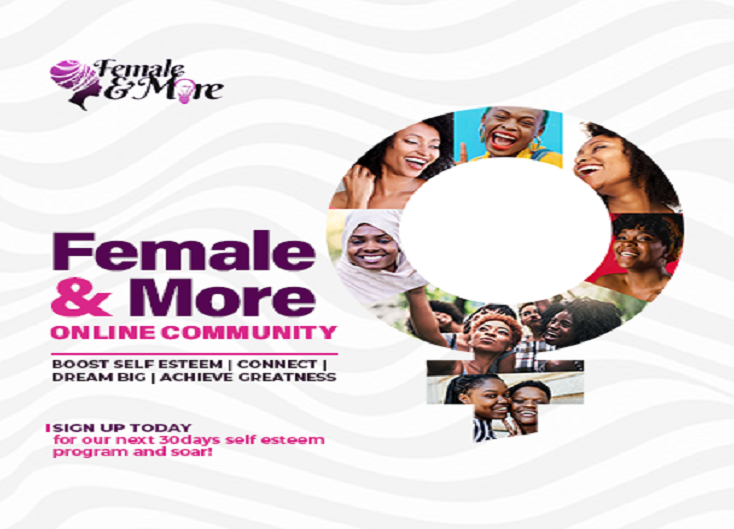 Female
& More
Female
& More
ONLINE COMMUNITY
BOOST SELF ESTEEM | CONNECT |
DREAM BIG | ACHIEVE GREATNESS
SIGN UP TODAY
for our next 30days self esteem
program and soar!